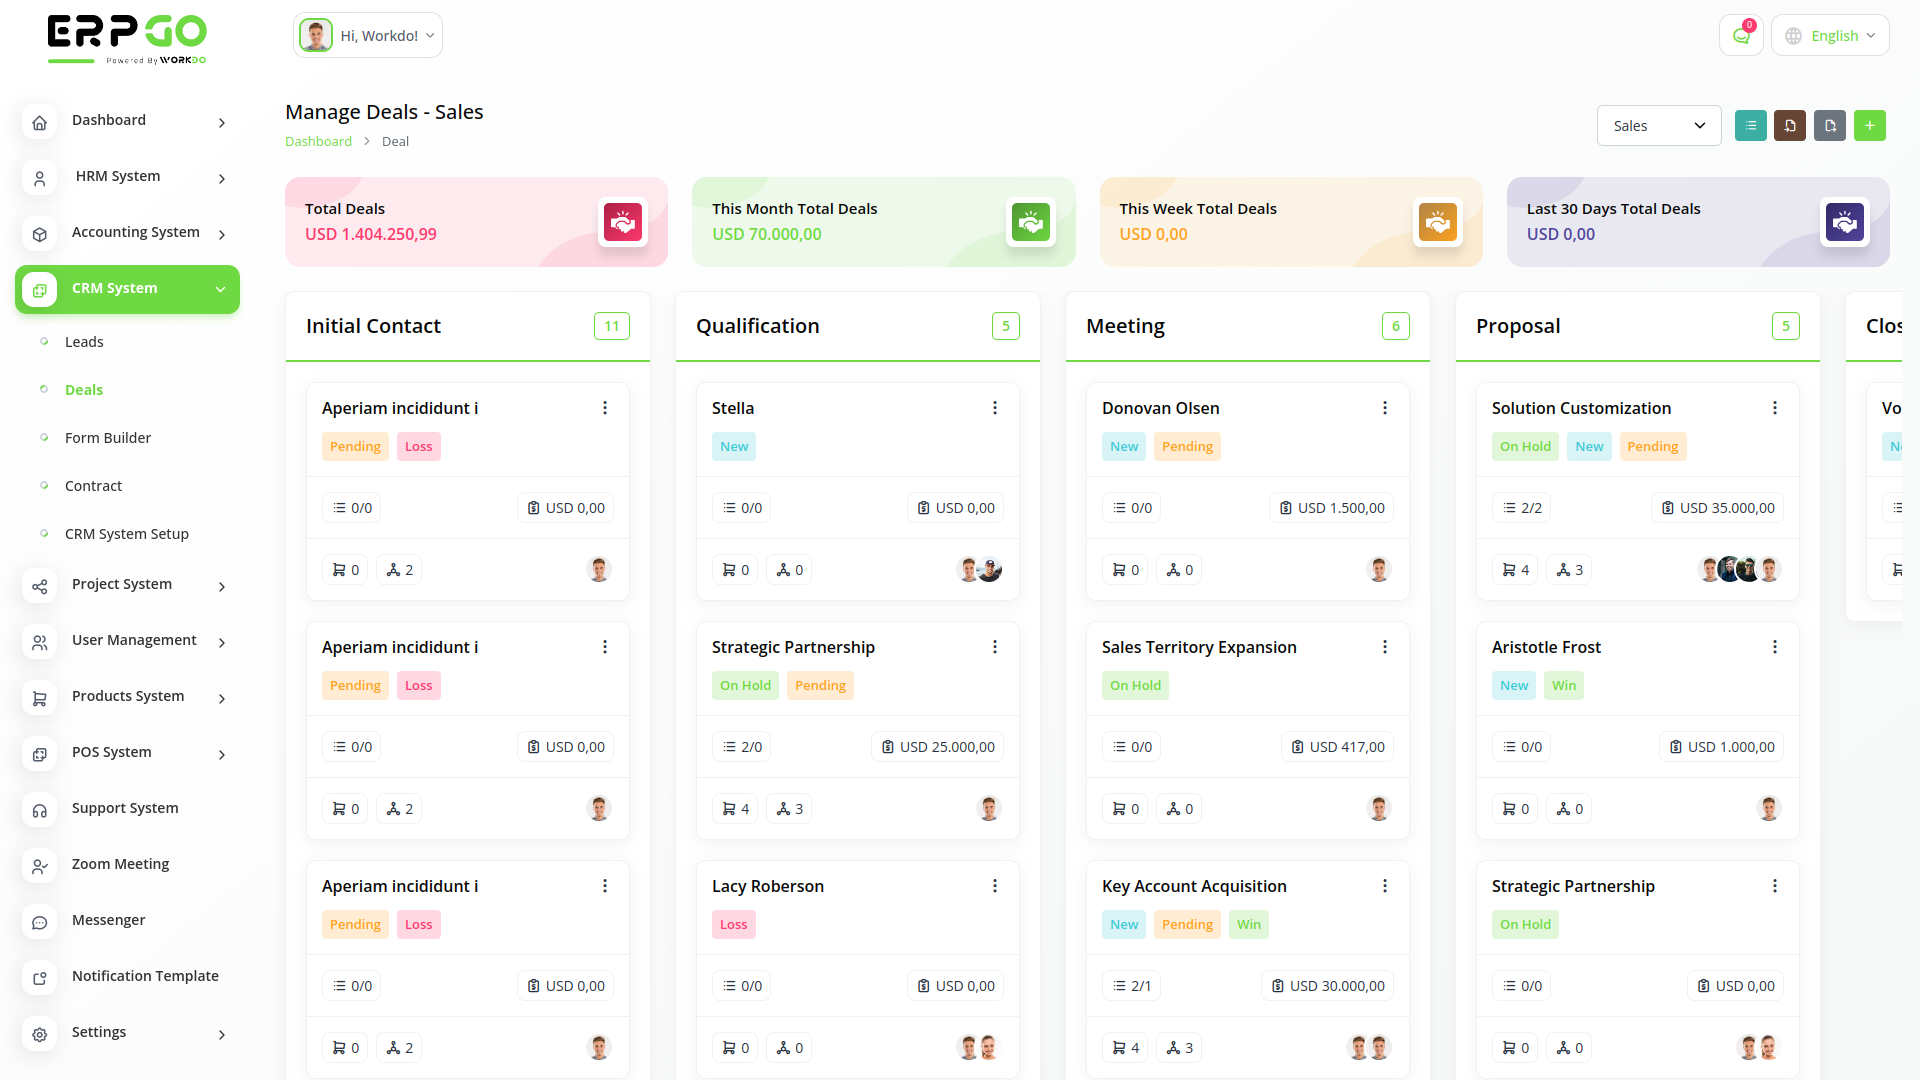 ERPGO
Powered By WORKDO
Hi, Workdo!
0
English
Dashboard
HRM System
Accounting System
CRM System
Leads
Deals
Form Builder
Contract
CRM System Setup
Project System
User Management
Products System
POS System
Support System
Zoom Meeting
Messenger
Notification Template
Settings
Manage Deals - Sales
Dashboard > Deal
Sales
Total Deals
USD 1.404.250,99
This Month Total Deals
USD 70.000,00
This Week Total Deals
USD 0,00
Last 30 Days Total Deals
USD 0,00
Initial Contact 11
Aperiam incididunt i
Pending Loss
0/0 USD 0,00
0 2
Aperiam incididunt i
Pending Loss
0/0 USD 0,00
0 2
Aperiam incididunt i
Pending Loss
0/0 USD 0,00
0 2
Qualification 5
Stella
New
0/0 USD 0,00
0 0
Strategic Partnership
On Hold Pending
2/0 USD 25.000,00
4 3
Lacy Roberson
Loss
0/0 USD 0,00
0 0
Meeting 6
Donovan Olsen
New Pending
0/0 USD 1.500,00
0 0
Sales Territory Expansion
On Hold
0/0 USD 417,00
0 0
Key Account Acquisition
New Pending Win
2/1 USD 30.000,00
4 3
Proposal 5
Solution Customization
On Hold New Pending
2/2 USD 35.000,00
4 3
Aristotle Frost
New Win
0/0 USD 1.000,00
0 0
Strategic Partnership
On Hold
0/0 USD 0,00
0 0
Clos
Vo